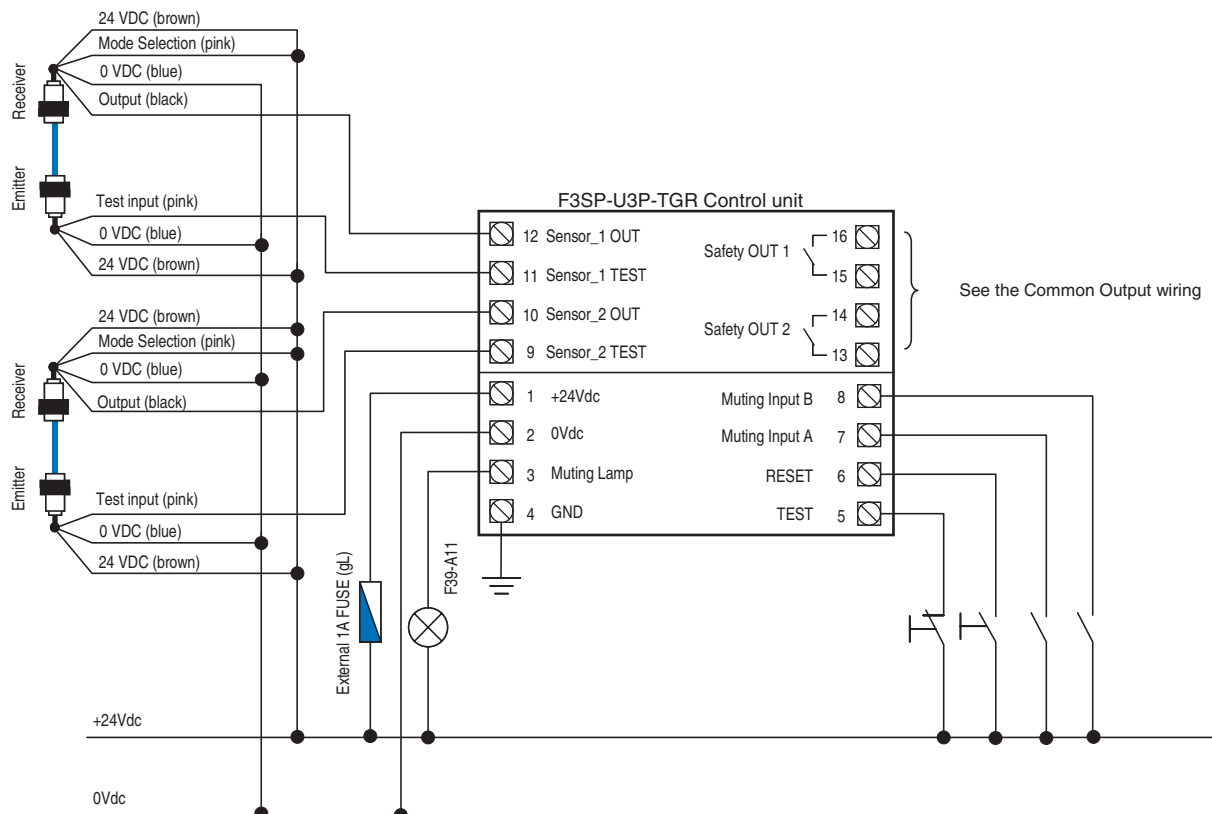 24 VDC (brown)
Mode Selection (pink)
0 VDC (blue)
Output (black)
Receiver
Emitter
Test input (pink)
0 VDC (blue)
24 VDC (brown)
24 VDC (brown)
Mode Selection (pink)
0 VDC (blue)
Output (black)
Receiver
Emitter
Test input (pink)
0 VDC (blue)
24 VDC (brown)
F3SP-U3P-TGR Control unit
12 Sensor_1 OUT
11 Sensor_1 TEST
10 Sensor_2 OUT
9 Sensor_2 TEST
Safety OUT 1
16
15
Safety OUT 2
14
13
See the Common Output wiring
1 +24Vdc
2 0Vdc
3 Muting Lamp
4 GND
Muting Input B 8
Muting Input A 7
RESET 6
TEST 5
External 1A FUSE (gL)
F39-A11
+24Vdc
0Vdc